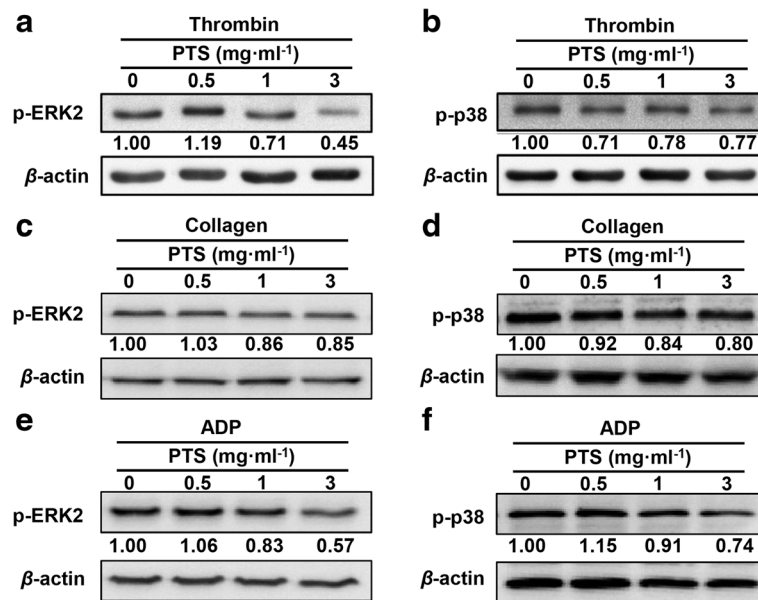 a
Thrombin
PTS (mg·ml⁻¹)
0 0.5 1 3
p-ERK2
1.00 1.19 0.71 0.45
β-actin
b
Thrombin
PTS (mg·ml⁻¹)
0 0.5 1 3
p-p38
1.00 0.71 0.78 0.77
β-actin
c
Collagen
PTS (mg·ml⁻¹)
0 0.5 1 3
p-ERK2
1.00 1.03 0.86 0.85
β-actin
d
Collagen
PTS (mg·ml⁻¹)
0 0.5 1 3
p-p38
1.00 0.92 0.84 0.80
β-actin
e
ADP
PTS (mg·ml⁻¹)
0 0.5 1 3
p-ERK2
1.00 1.06 0.83 0.57
β-actin
f
ADP
PTS (mg·ml⁻¹)
0 0.5 1 3
p-p38
1.00 1.15 0.91 0.74
β-actin